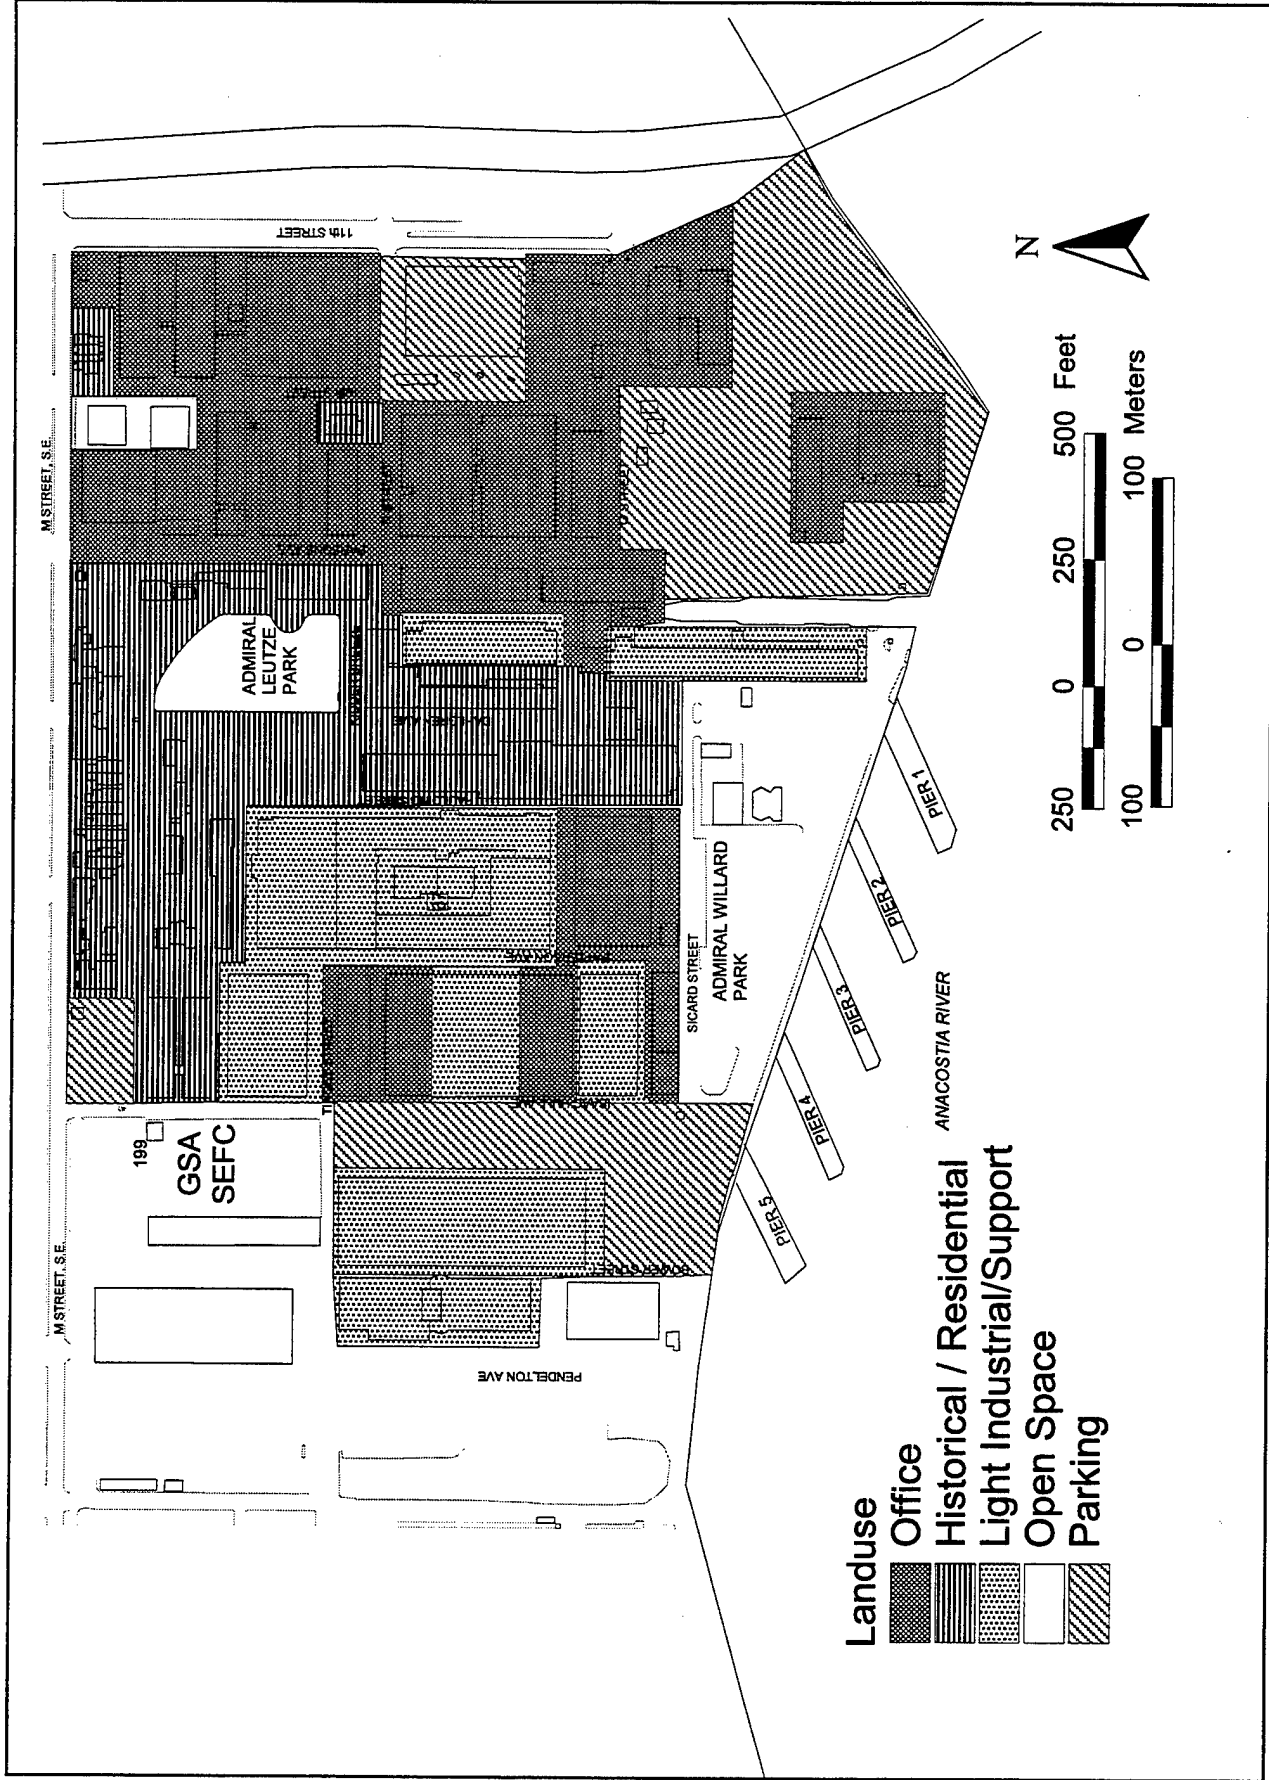 M STREET, S.E.
M STREET, S.E.
11th STREET
ADMIRAL
LEUTZE
PARK
199
GSA
SEFC
SICARD STREET
ADMIRAL WILLARD
PARK
PENDELTON AVE
PIER 5
PIER 4
PIER 3
PIER 2
PIER 1
ANACOSTIA RIVER
N
250 0 250 500 Feet
100 0 100 Meters
Landuse
Office
Historical / Residential
Light Industrial/Support
Open Space
Parking